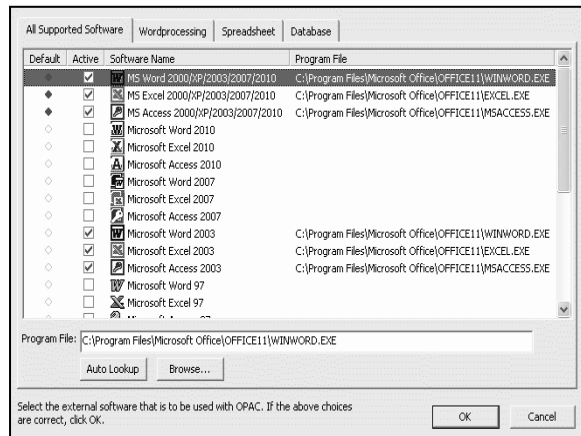 All Supported Software Wordprocessing Spreadsheet Database
Default Active Software Name Program File
MS Word 2000/XP/2003/2007/2010 C:\Program Files\Microsoft Office\OFFICE11\WINWORD.EXE
MS Excel 2000/XP/2003/2007/2010 C:\Program Files\Microsoft Office\OFFICE11\EXCEL.EXE
MS Access 2000/XP/2003/2007/2010 C:\Program Files\Microsoft Office\OFFICE11\MSACCESS.EXE
Microsoft Word 2010
Microsoft Excel 2010
Microsoft Access 2010
Microsoft Word 2007
Microsoft Excel 2007
Microsoft Access 2007
Microsoft Word 2003 C:\Program Files\Microsoft Office\OFFICE11\WINWORD.EXE
Microsoft Excel 2003 C:\Program Files\Microsoft Office\OFFICE11\EXCEL.EXE
Microsoft Access 2003 C:\Program Files\Microsoft Office\OFFICE11\MSACCESS.EXE
Microsoft Word 97
Microsoft Excel 97
Program File: C:\Program Files\Microsoft Office\OFFICE11\WINWORD.EXE
Auto Lookup Browse...
Select the external software that is to be used with OPAC. If the above choices
are correct, click OK.
OK Cancel